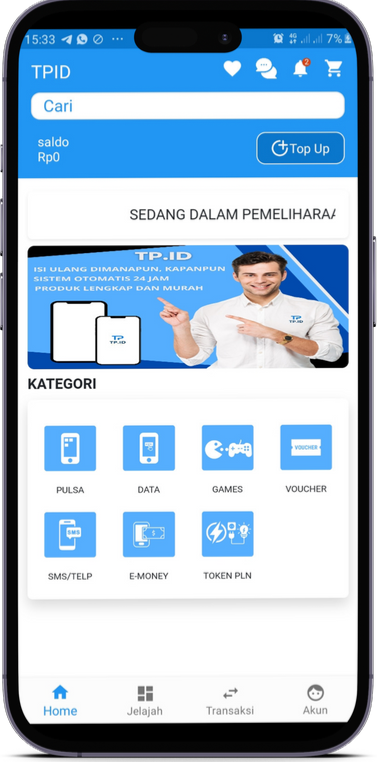 15:33
7%
TPID
2
Cari
saldo
Rp0
Top Up
SEDANG DALAM PEMELIHARAA
TP.ID
ISI ULANG DIMANAPUN, KAPANPUN
SISTEM OTOMATIS 24 JAM
PRODUK LENGKAP DAN MURAH
TP.ID
TP.ID
KATEGORI
VOUCHER
PULSA
DATA
GAMES
VOUCHER
SMS
SMS/TELP
E-MONEY
TOKEN PLN
Home
Jelajah
Transaksi
Akun